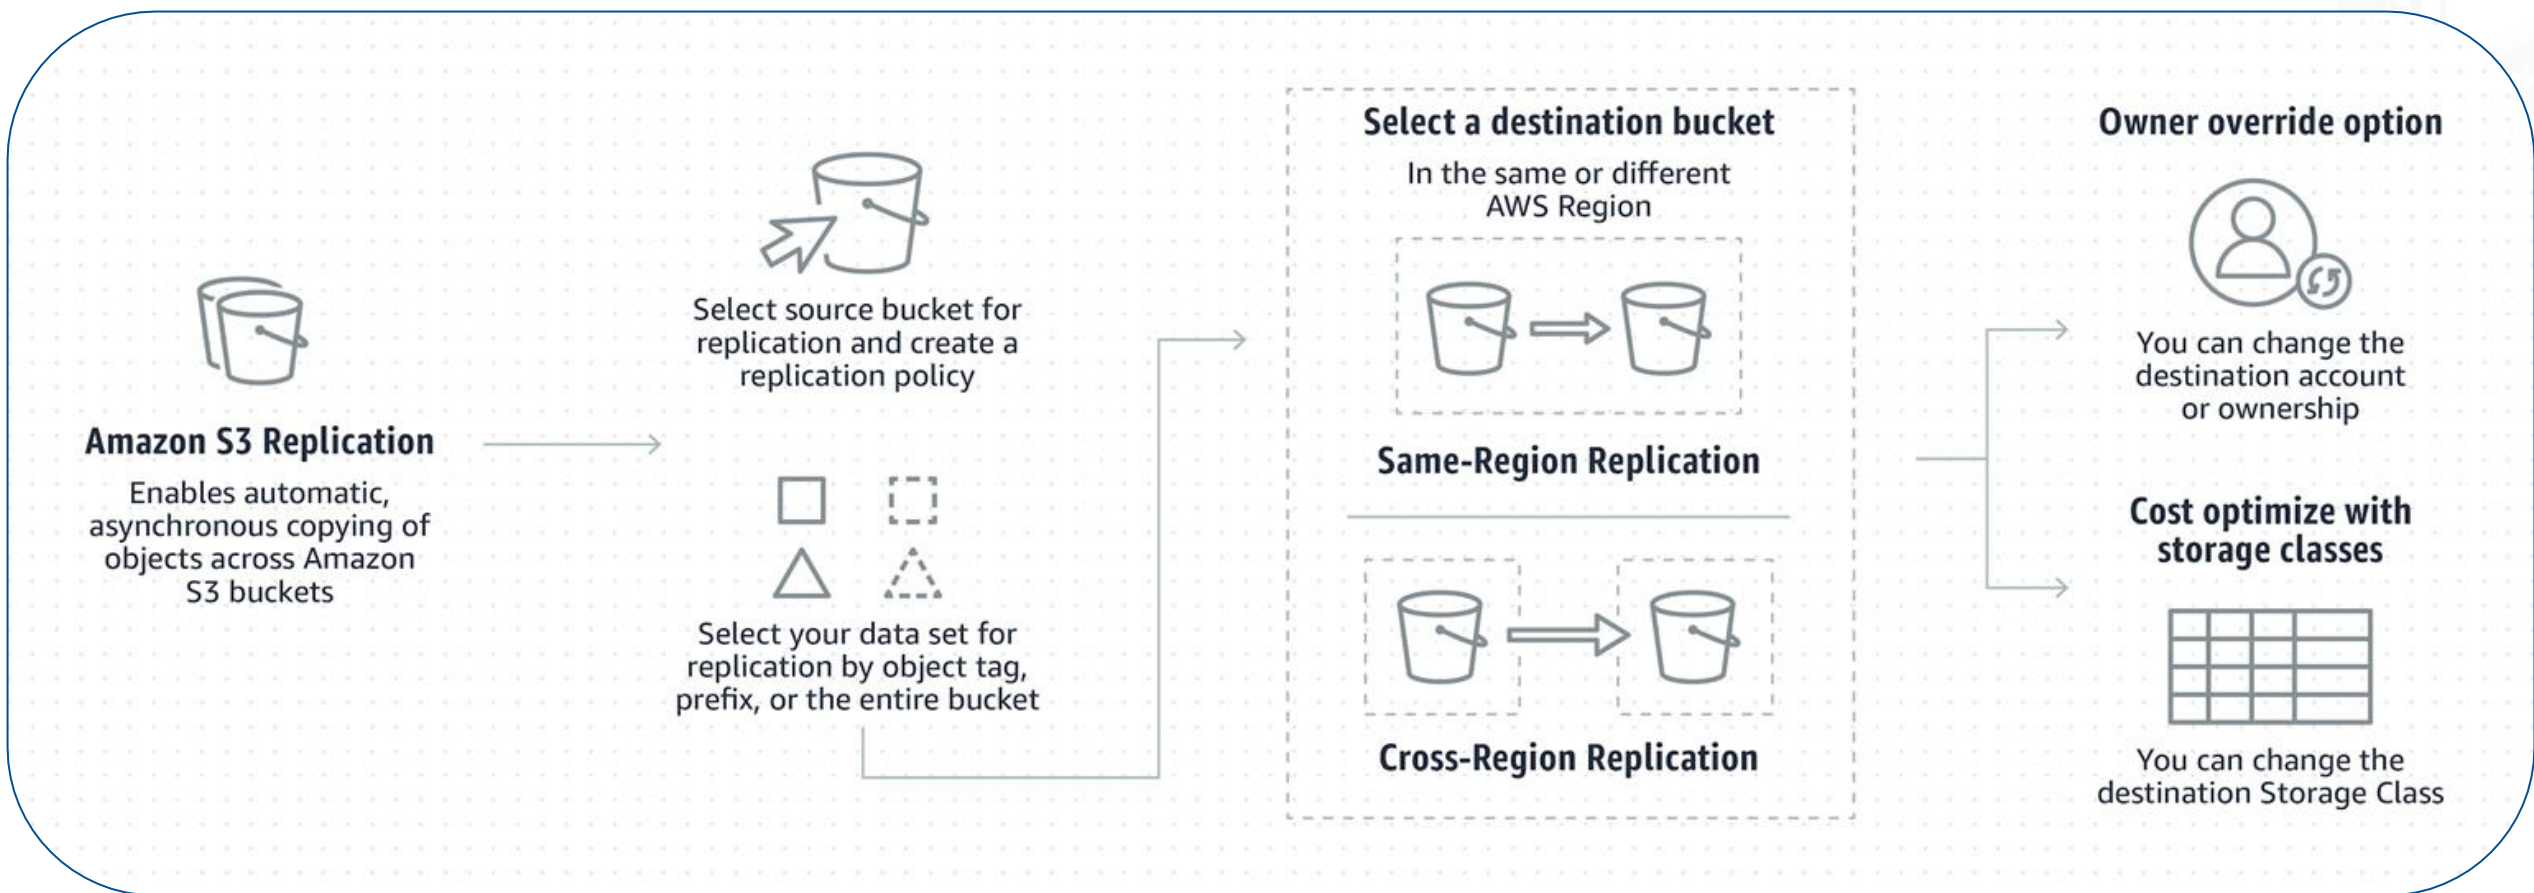 Amazon S3 Replication
Enables automatic,
asynchronous copying of
objects across Amazon
S3 buckets
Select source bucket for
replication and create a
replication policy
Select your data set for
replication by object tag,
prefix, or the entire bucket
Select a destination bucket
In the same or different
AWS Region
Same-Region Replication
Cross-Region Replication
Owner override option
You can change the
destination account
or ownership
Cost optimize with
storage classes
You can change the
destination Storage Class